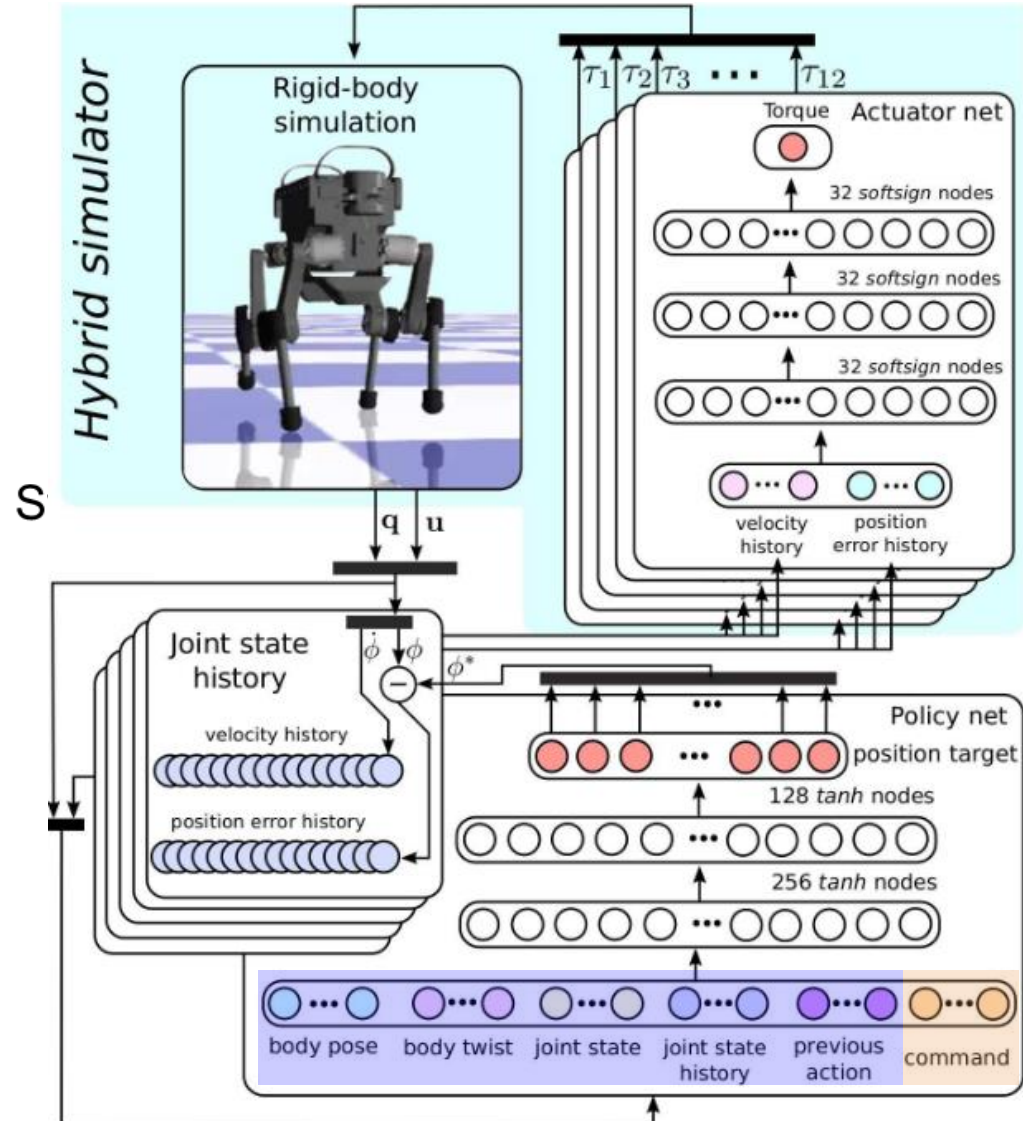 Hybrid simulator
Rigid-body
simulation
τ1 τ2 τ3 ... τ12
Torque
Actuator net
32 softsign nodes
32 softsign nodes
32 softsign nodes
velocity
history
position
error history
S
q u
Joint state
history
ϕ̇ ϕ ϕ*
−
velocity history
position error history
Policy net
position target
128 tanh nodes
256 tanh nodes
body pose
body twist
joint state
joint state
history
previous
action
command